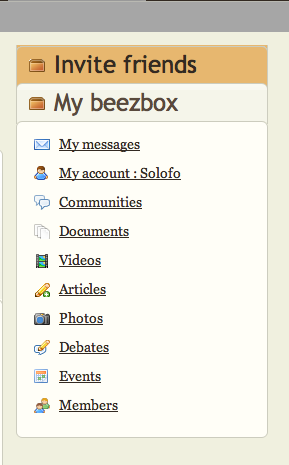 Invite friends
My beezbox
My messages
My account : Solofo
Communities
Documents
Videos
Articles
Photos
Debates
Events
Members